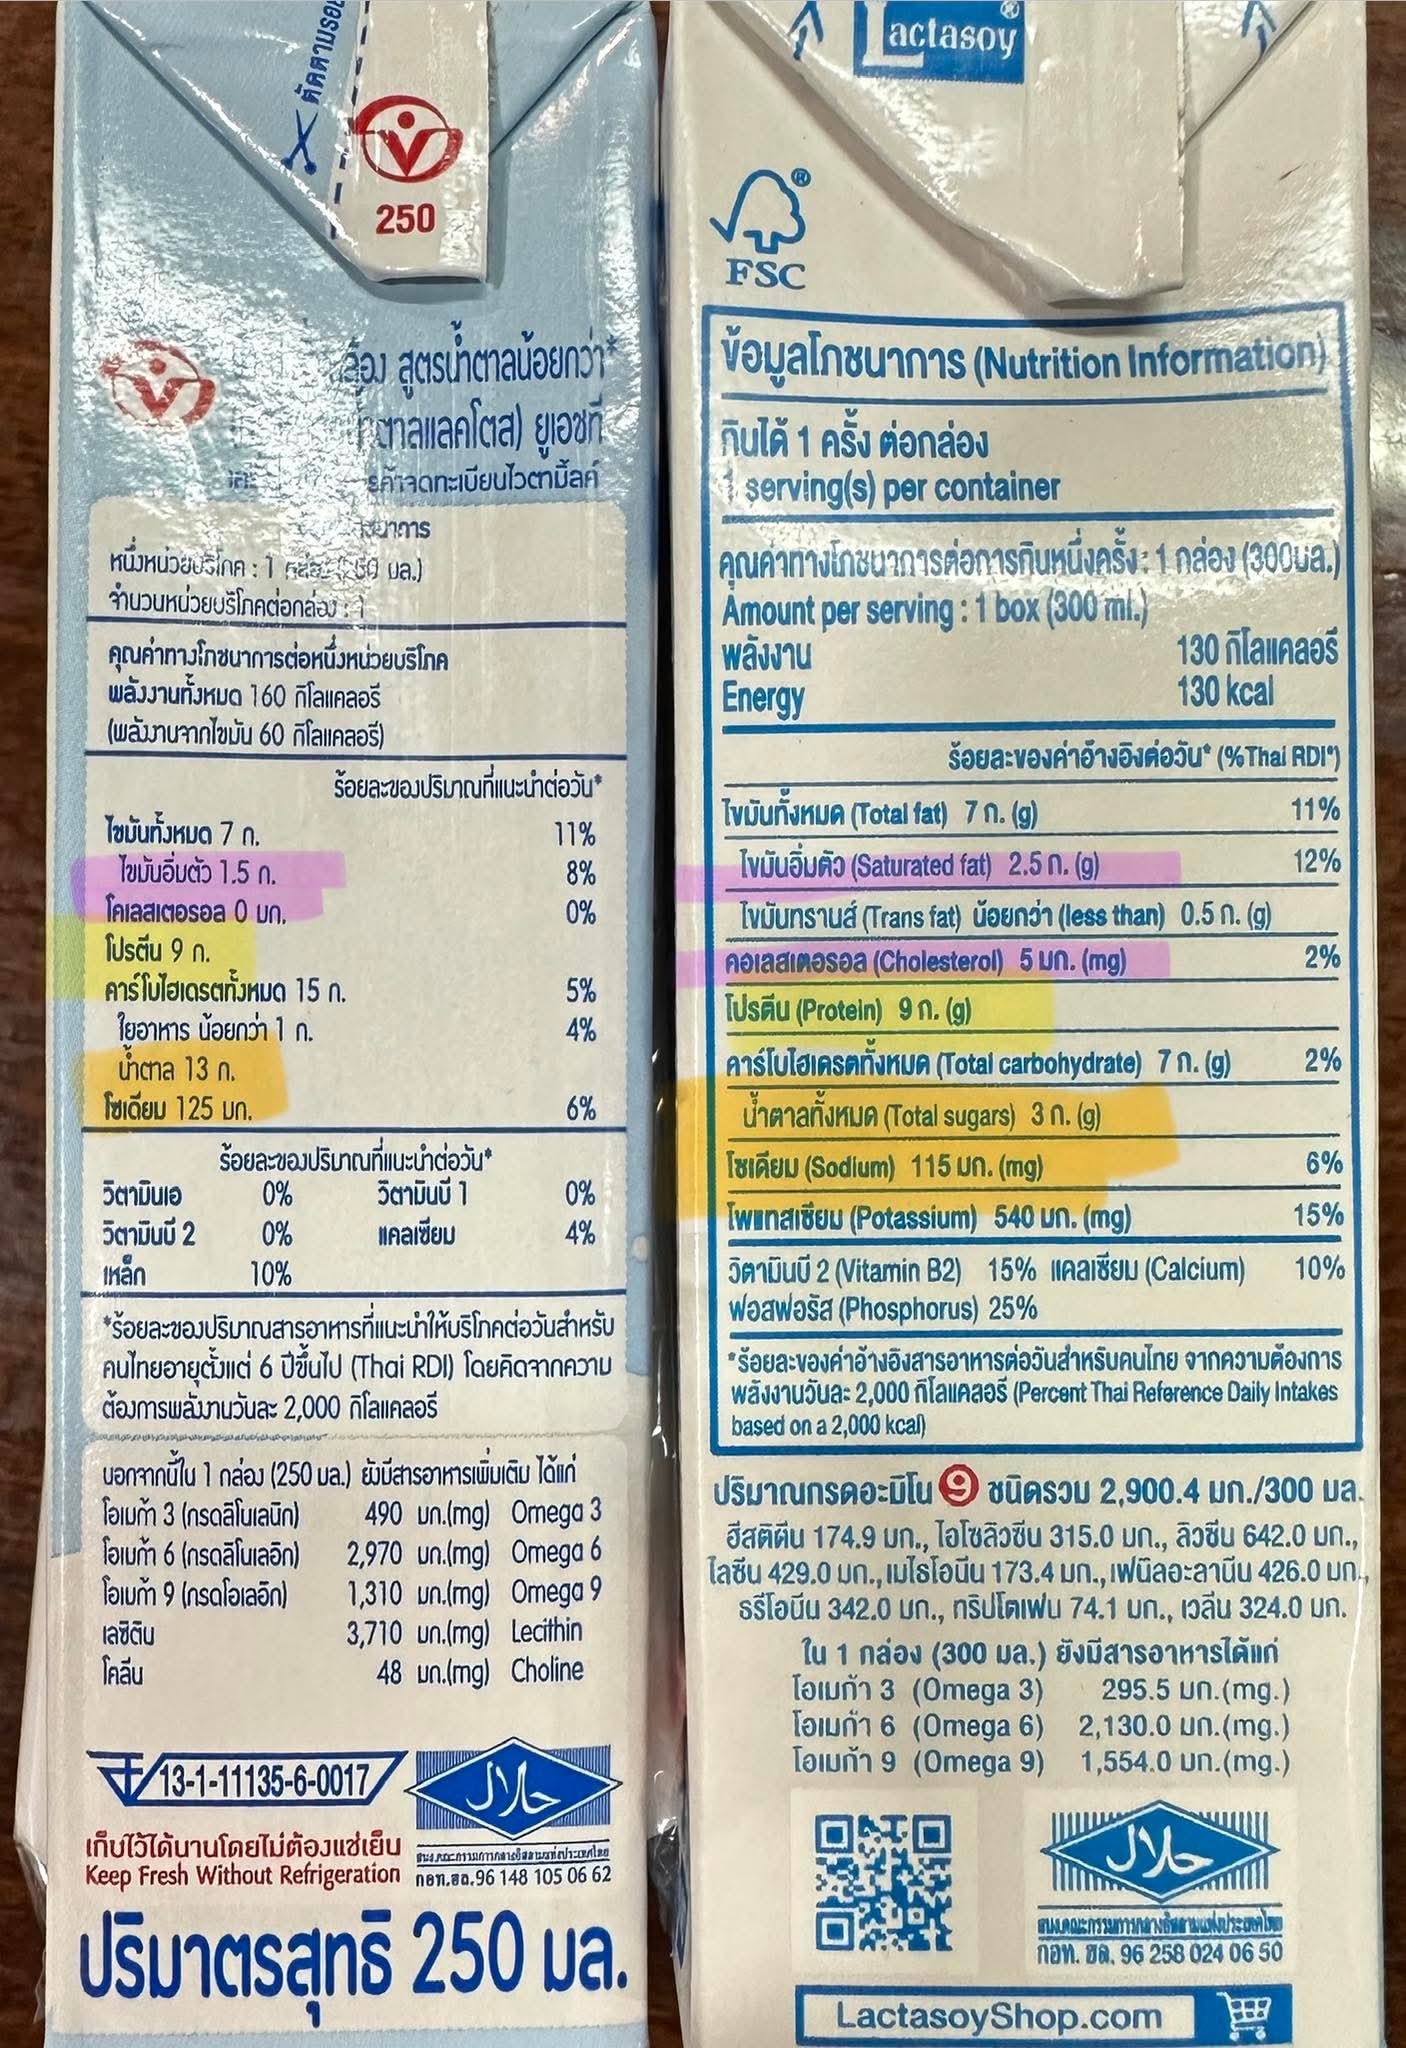 ตัดตามรอย
250
สูตรน้ำตาลน้อยกว่า*
ตาลแลคโตส) ยูเอชที
ค้าจดทะเบียนไวตามิ้ลค์
หนึ่งหน่วยบริโภค : 1 มล.)
จำนวนหน่วยบริโภคต่อกล่อง : 1
คุณค่าทางโภชนาการต่อหนึ่งหน่วยบริโภค
พลังงานทั้งหมด 160 กิโลแคลอรี
(พลังงานจากไขมัน 60 กิโลแคลอรี)
ร้อยละของปริมาณที่แนะนำต่อวัน*
ไขมันทั้งหมด 7 ก. 11%
ไขมันอิ่มตัว 1.5 ก. 8%
โคเลสเตอรอล 0 มก. 0%
โปรตีน 9 ก.
คาร์โบไฮเดรตทั้งหมด 15 ก. 5%
ใยอาหาร น้อยกว่า 1 ก. 4%
น้ำตาล 13 ก.
โซเดียม 125 มก. 6%
ร้อยละของปริมาณที่แนะนำต่อวัน*
วิตามินเอ 0% วิตามินบี 1 0%
วิตามินบี 2 0% แคลเซียม 4%
เหล็ก 10%
*ร้อยละของปริมาณสารอาหารที่แนะนำให้บริโภคต่อวันสำหรับ
คนไทยอายุตั้งแต่ 6 ปีขึ้นไป (Thai RDI) โดยคิดจากความ
ต้องการพลังงานวันละ 2,000 กิโลแคลอรี
นอกจากนี้ใน 1 กล่อง (250 มล.) ยังมีสารอาหารเพิ่มเติม ได้แก่
โอเมก้า 3 (กรดลิโนเลนิก) 490 มก.(mg) Omega 3
โอเมก้า 6 (กรดลิโนเลอิก) 2,970 มก.(mg) Omega 6
โอเมก้า 9 (กรดโอเลอิก) 1,310 มก.(mg) Omega 9
เลซิติน 3,710 มก.(mg) Lecithin
โคลีน 48 มก.(mg) Choline
13-1-11135-6-0017
حلال
เก็บไว้ได้นานโดยไม่ต้องแช่เย็น
Keep Fresh Without Refrigeration
กอท.ฮล.96 148 105 06 62
ปริมาตรสุทธิ 250 มล.
Lactasoy®
FSC®
ข้อมูลโภชนาการ (Nutrition Information)
กินได้ 1 ครั้ง ต่อกล่อง
1 serving(s) per container
คุณค่าทางโภชนาการต่อการกินหนึ่งครั้ง : 1 กล่อง (300มล.)
Amount per serving : 1 box (300 ml.)
พลังงาน 130 กิโลแคลอรี
Energy 130 kcal
ร้อยละของค่าอ้างอิงต่อวัน* (%Thai RDI*)
ไขมันทั้งหมด (Total fat) 7 ก. (g) 11%
ไขมันอิ่มตัว (Saturated fat) 2.5 ก. (g) 12%
ไขมันทรานส์ (Trans fat) น้อยกว่า (less than) 0.5 ก. (g)
คอเลสเตอรอล (Cholesterol) 5 มก. (mg) 2%
โปรตีน (Protein) 9 ก. (g)
คาร์โบไฮเดรตทั้งหมด (Total carbohydrate) 7 ก. (g) 2%
น้ำตาลทั้งหมด (Total sugars) 3 ก. (g)
โซเดียม (Sodium) 115 มก. (mg) 6%
โพแทสเซียม (Potassium) 540 มก. (mg) 15%
วิตามินบี 2 (Vitamin B2) 15% แคลเซียม (Calcium) 10%
ฟอสฟอรัส (Phosphorus) 25%
*ร้อยละของค่าอ้างอิงสารอาหารต่อวันสำหรับคนไทย จากความต้องการ
พลังงานวันละ 2,000 กิโลแคลอรี (Percent Thai Reference Daily Intakes
based on a 2,000 kcal)
ปริมาณกรดอะมิโน 9 ชนิดรวม 2,900.4 มก./300 มล.
ฮีสติดีน 174.9 มก., ไอโซลิวซีน 315.0 มก., ลิวซีน 642.0 มก.,
ไลซีน 429.0 มก., เมไธโอนีน 173.4 มก., เฟนิลอะลานีน 426.0 มก.,
ธรีโอนีน 342.0 มก., ทริปโตเฟน 74.1 มก., เวลีน 324.0 มก.
ใน 1 กล่อง (300 มล.) ยังมีสารอาหารได้แก่
โอเมก้า 3 (Omega 3) 295.5 มก.(mg.)
โอเมก้า 6 (Omega 6) 2,130.0 มก.(mg.)
โอเมก้า 9 (Omega 9) 1,554.0 มก.(mg.)
حلال
กอท. ฮล. 96 258 024 06 50
LactasoyShop.com